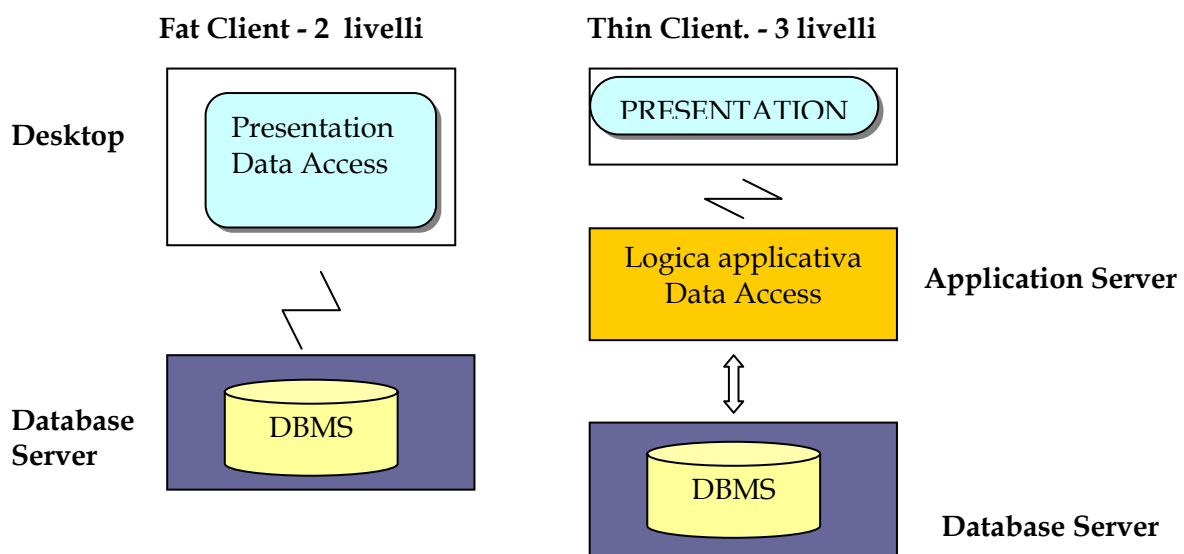 Fat Client - 2 livelli
Desktop
Presentation
Data Access
Database
Server
DBMS
Thin Client. - 3 livelli
PRESENTATION
Logica applicativa
Data Access
Application Server
DBMS
Database Server